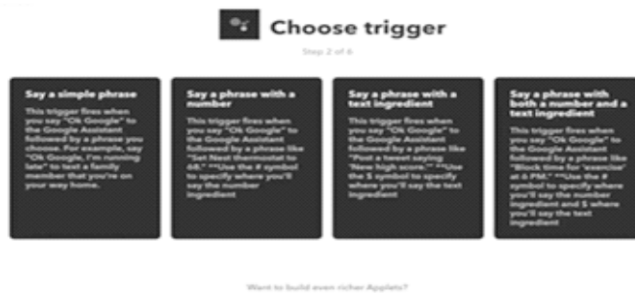 Choose trigger
Step 2 of 6
Say a simple phrase
This trigger fires when
you say "Ok Google" to
the Google Assistant
followed by a phrase you
choose. For example, say
"Ok Google, I'm running
late" to text a family
member that you're on
your way home.
Say a phrase with a
number
This trigger fires when
you say "Ok Google" to
the Google Assistant
followed by a phrase like
"Set Nest thermostat to
68." **Use the # symbol
to specify where you'll
say the number
ingredient
Say a phrase with a
text ingredient
This trigger fires when
you say "Ok Google" to
the Google Assistant
followed by a phrase like
"Post a tweet saying
'New high score.'" **Use
the $ symbol to specify
where you'll say the text
ingredient
Say a phrase with
both a number and a
text ingredient
This trigger fires when
you say "Ok Google" to
the Google Assistant
followed by a phrase like
"Block time for 'exercise'
at 6 PM." **Use the #
symbol to specify where
you'll say the number
ingredient and $ where
you'll say the text
ingredient
Want to build even richer Applets?